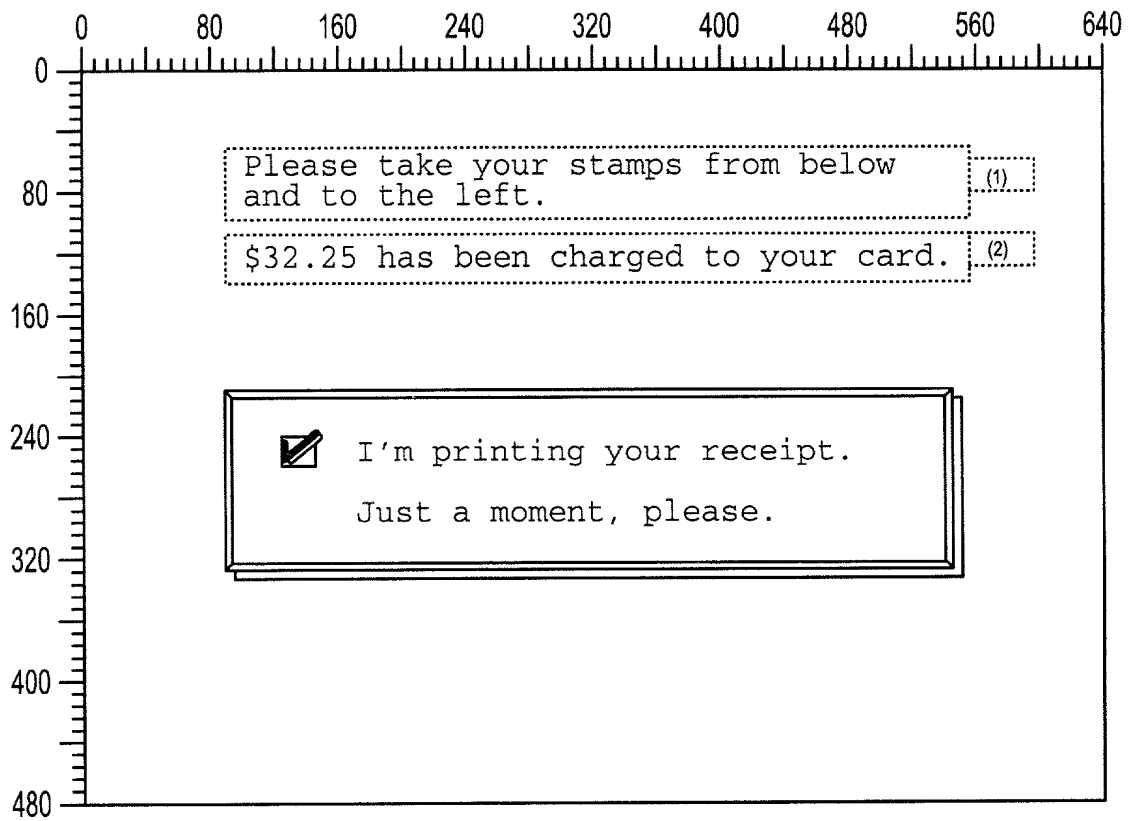 0 80 160 240 320 400 480 560 640
0
Please take your stamps from below (1)
80
and to the left.
$32.25 has been charged to your card. (2)
160
240
I'm printing your receipt.
Just a moment, please.
320
400
480